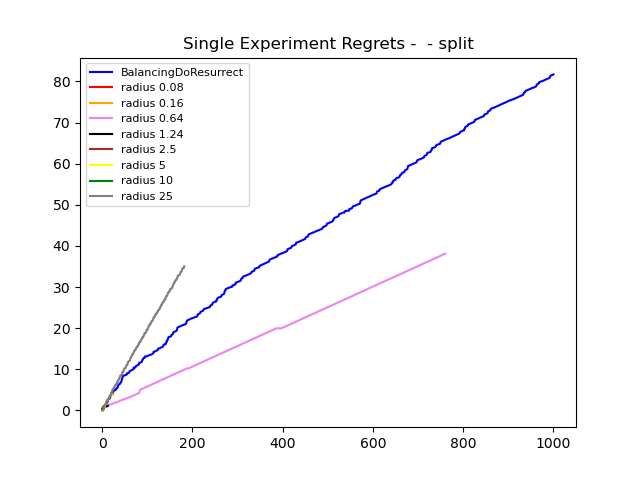 Single Experiment Regrets -  - split
BalancingDoResurrect
radius 0.08
radius 0.16
radius 0.64
radius 1.24
radius 2.5
radius 5
radius 10
radius 25
80
70
60
50
40
30
20
10
0
0 200 400 600 800 1000